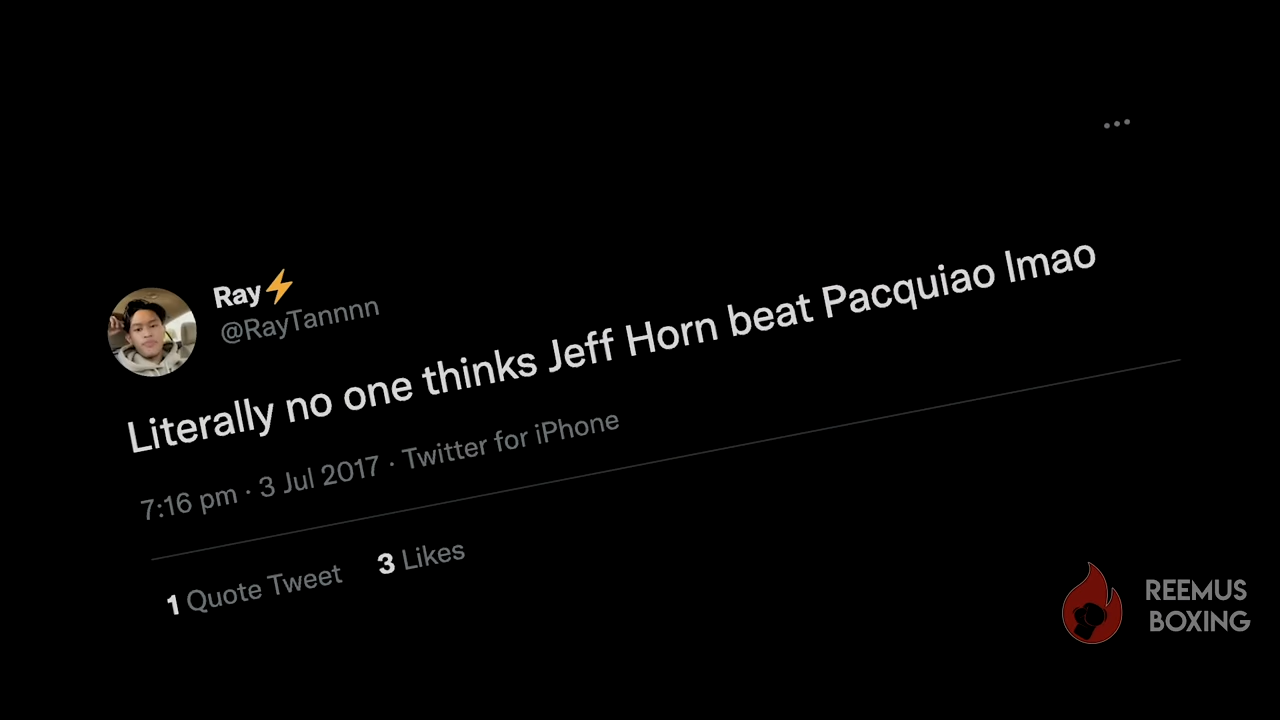 Ray⚡
@RayTannnn
Literally no one thinks Jeff Horn beat Pacquiao lmao
7:16 pm · 3 Jul 2017 · Twitter for iPhone
1 Quote Tweet 3 Likes
REEMUS
BOXING